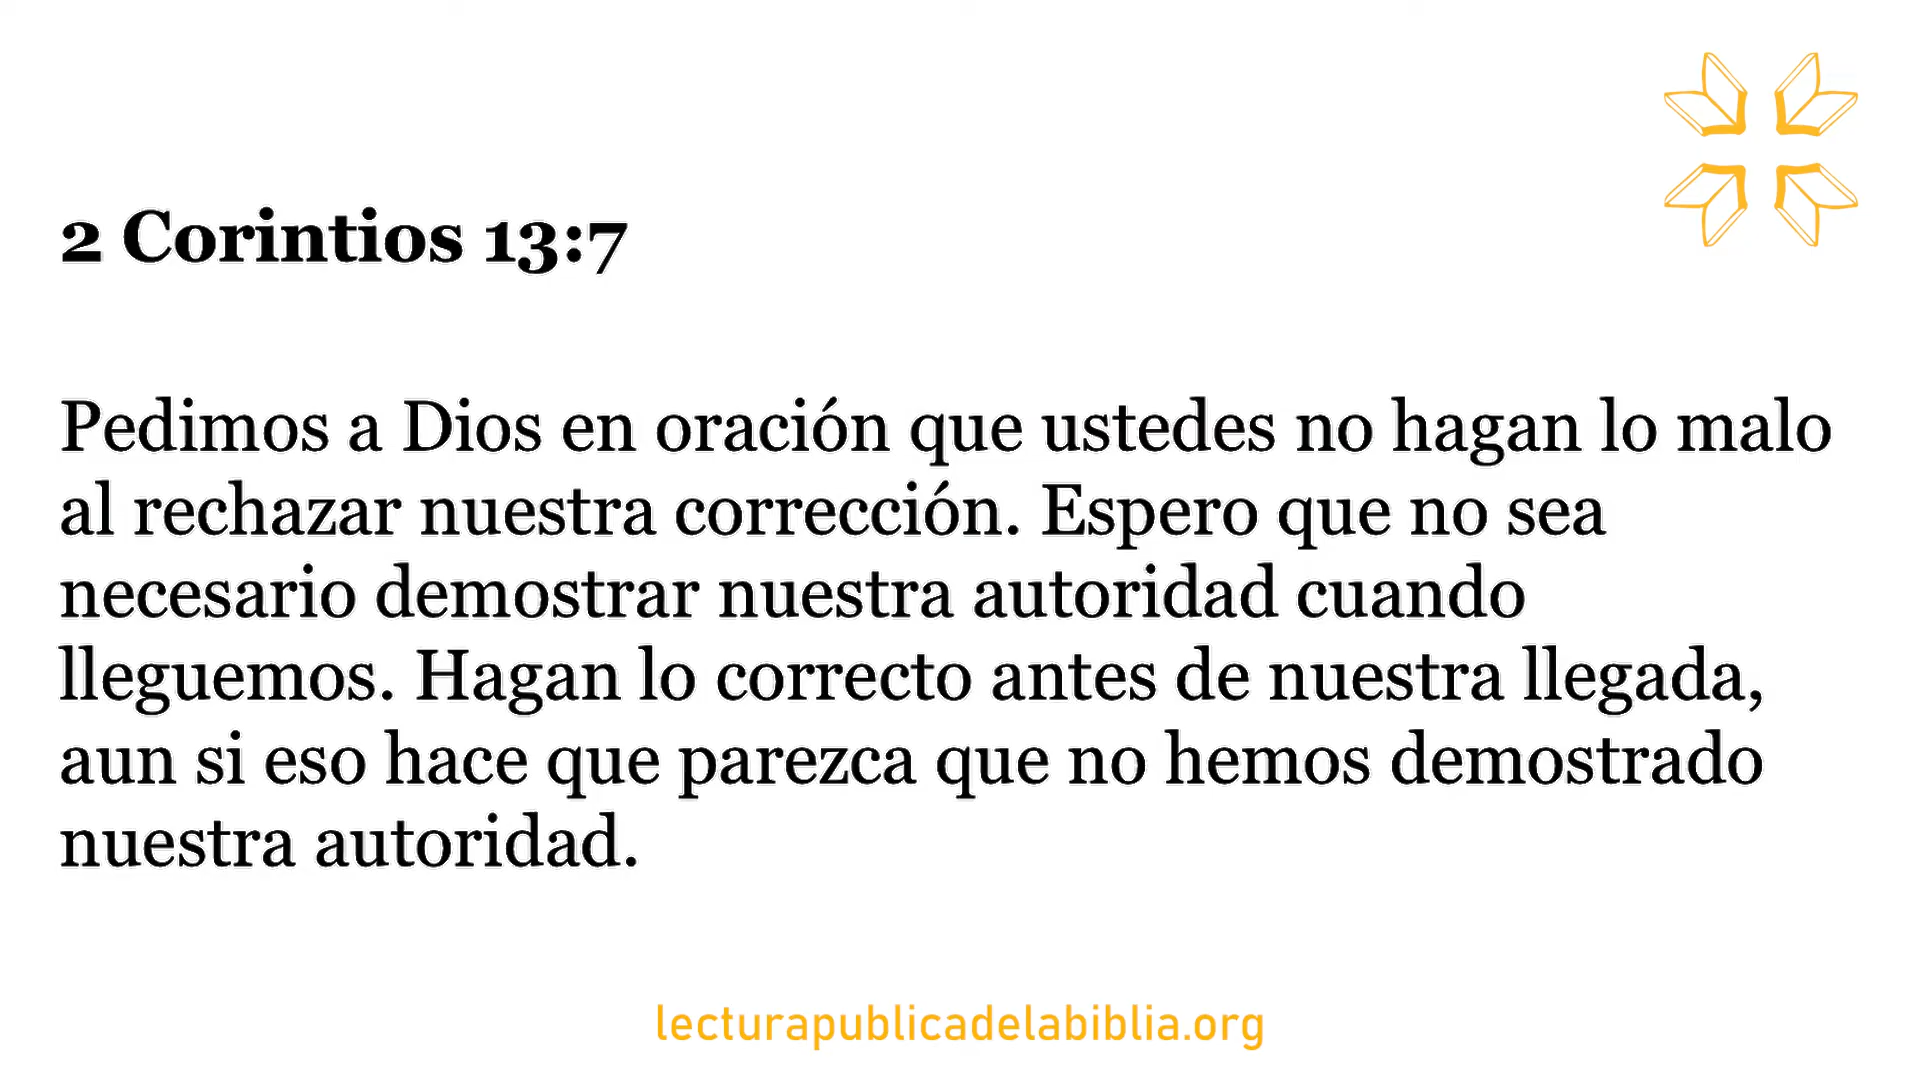 2 Corintios 13:7
Pedimos a Dios en oración que ustedes no hagan lo malo
al rechazar nuestra corrección. Espero que no sea
necesario demostrar nuestra autoridad cuando
lleguemos. Hagan lo correcto antes de nuestra llegada,
aun si eso hace que parezca que no hemos demostrado
nuestra autoridad.
lecturapublicadelabiblia.org